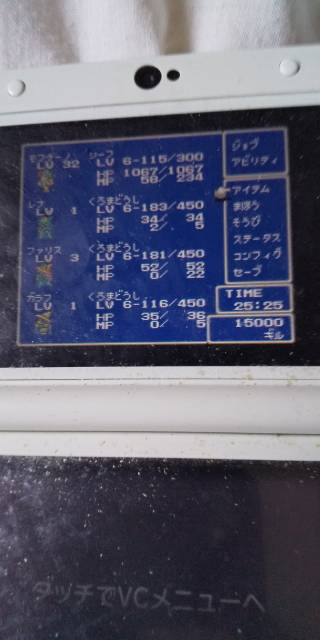 ジョブ
アビリティ
アイテム
まほう
そうび
ステータス
コンフィグ
セーブ
TIME
25:25
15000
ギル
シーフ
LV 32 LV 6-115/300
HP 1067/1067
MP 58/ 234
レナ くろまどうし
LV 1 LV 6-183/450
HP 34/ 34
MP 2/ 5
ファリス くろまどうし
LV 3 LV 6-181/450
HP 52/ 52
MP 0/ 22
ガラフ くろまどうし
LV 1 LV 6-116/450
HP 35/ 36
MP 0/ 5
タッチでVCメニューへ